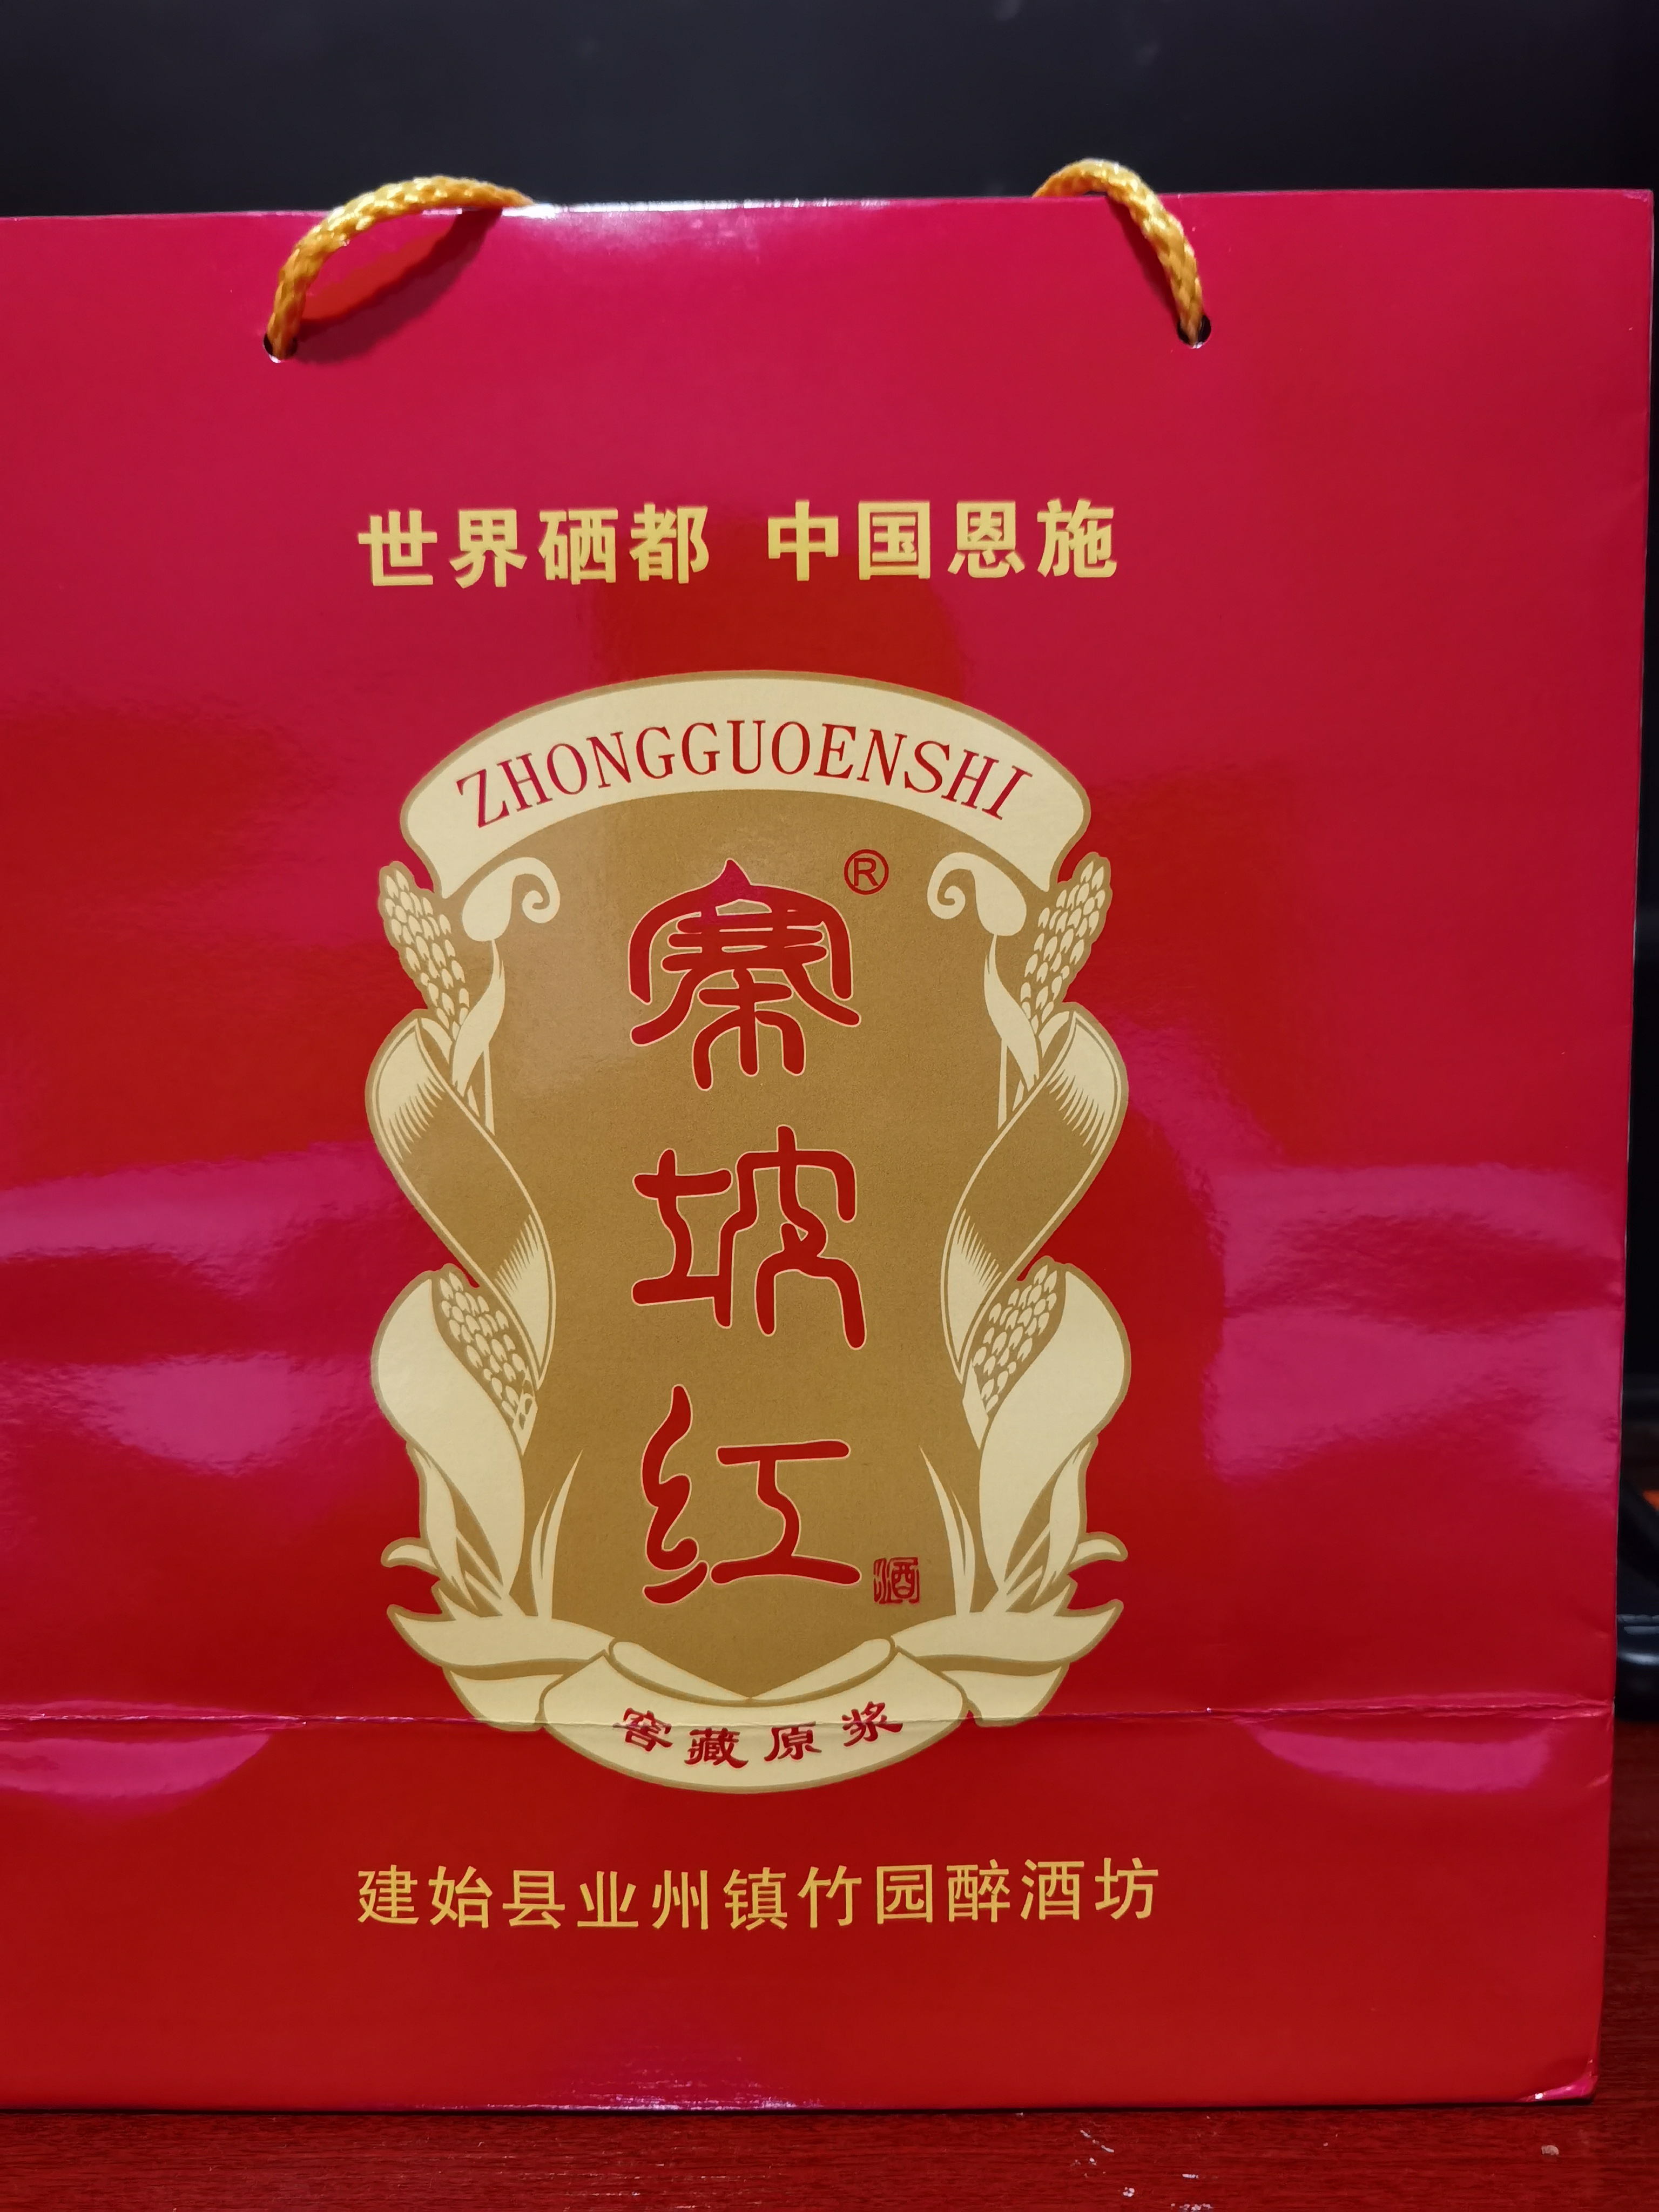 世界硒都 中国恩施
ZHONGGUOENSHI
寨坡红
®
酒
窖藏原浆
建始县业州镇竹园醉酒坊